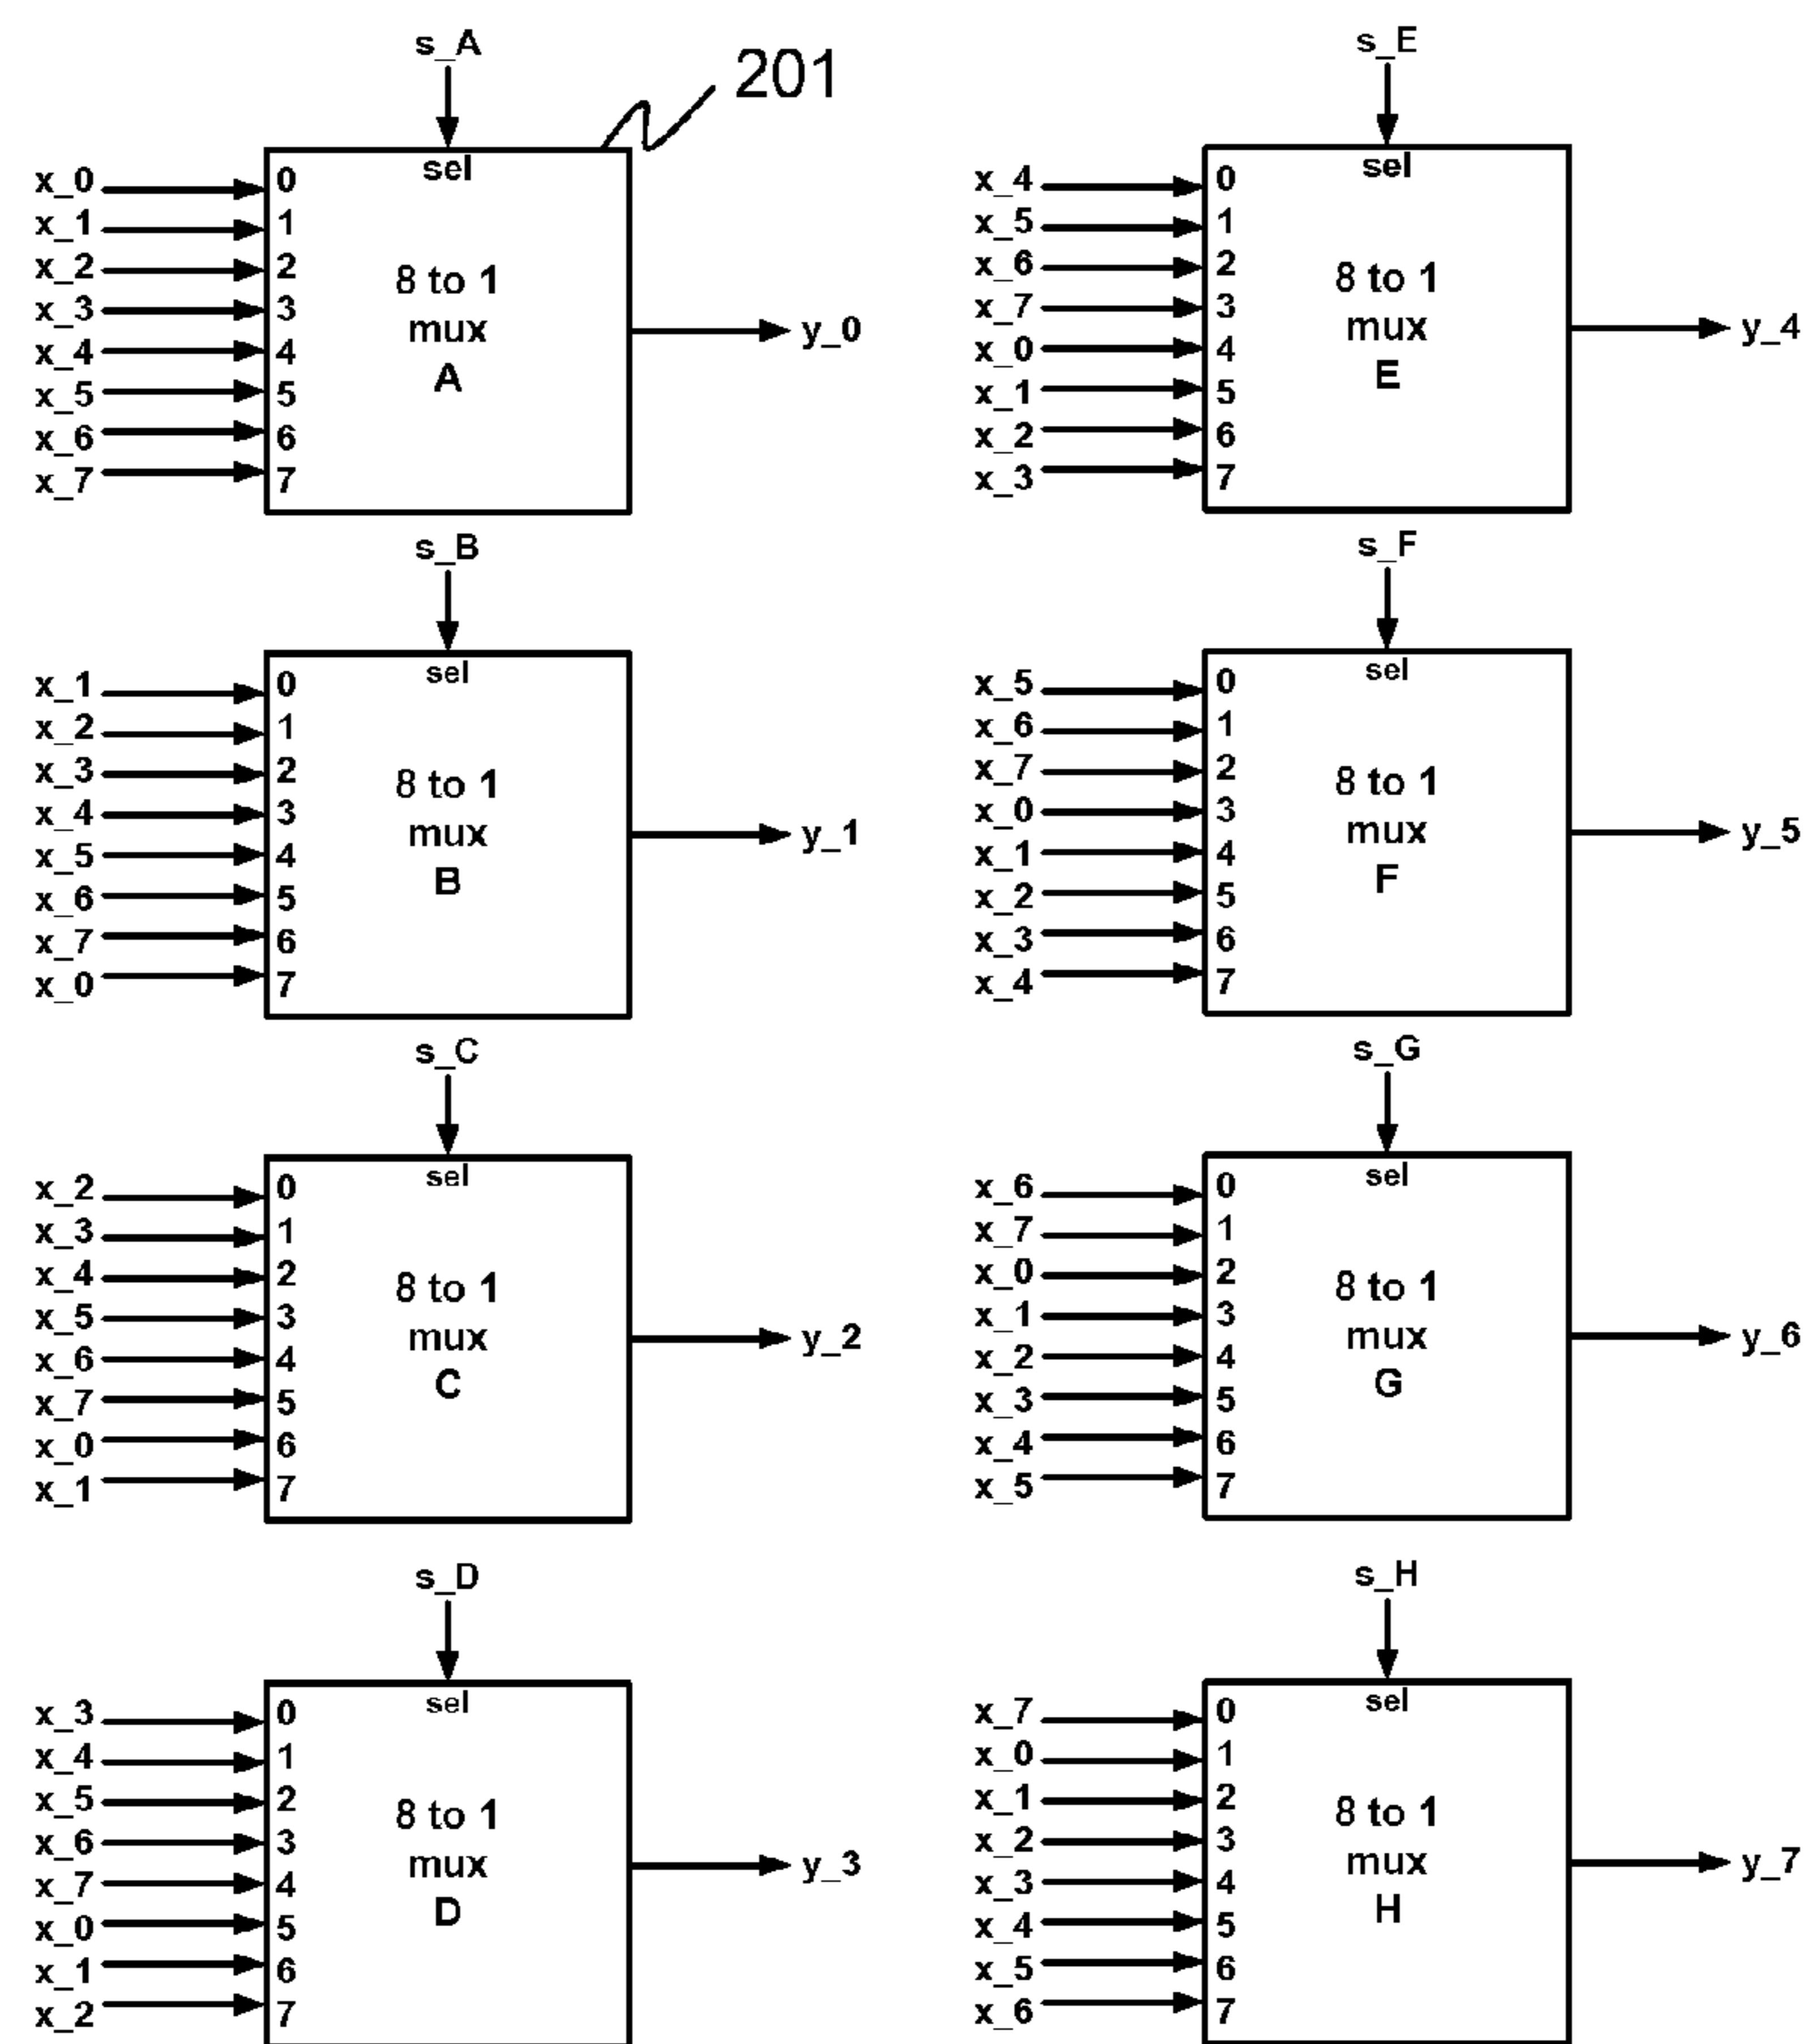 s_A
201
sel
x_0 0
x_1 1
x_2 2
x_3 3
x_4 4
x_5 5
x_6 6
x_7 7
8 to 1
mux
A
y_0
s_B
sel
x_1 0
x_2 1
x_3 2
x_4 3
x_5 4
x_6 5
x_7 6
x_0 7
8 to 1
mux
B
y_1
s_C
sel
x_2 0
x_3 1
x_4 2
x_5 3
x_6 4
x_7 5
x_0 6
x_1 7
8 to 1
mux
C
y_2
s_D
sel
x_3 0
x_4 1
x_5 2
x_6 3
x_7 4
x_0 5
x_1 6
x_2 7
8 to 1
mux
D
y_3
s_E
sel
x_4 0
x_5 1
x_6 2
x_7 3
x_0 4
x_1 5
x_2 6
x_3 7
8 to 1
mux
E
y_4
s_F
sel
x_5 0
x_6 1
x_7 2
x_0 3
x_1 4
x_2 5
x_3 6
x_4 7
8 to 1
mux
F
y_5
s_G
sel
x_6 0
x_7 1
x_0 2
x_1 3
x_2 4
x_3 5
x_4 6
x_5 7
8 to 1
mux
G
y_6
s_H
sel
x_7 0
x_0 1
x_1 2
x_2 3
x_3 4
x_4 5
x_5 6
x_6 7
8 to 1
mux
H
y_7